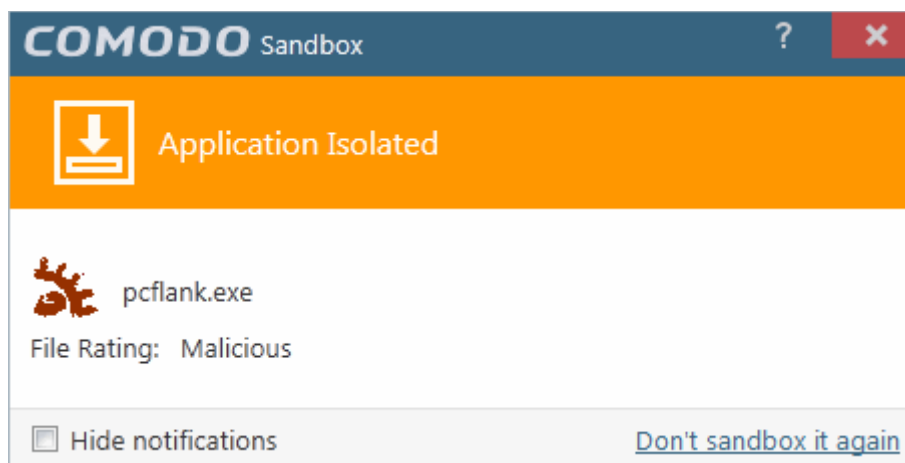 COMODO Sandbox ?
Application Isolated
pcflank.exe
File Rating: Malicious
Hide notifications Don't sandbox it again